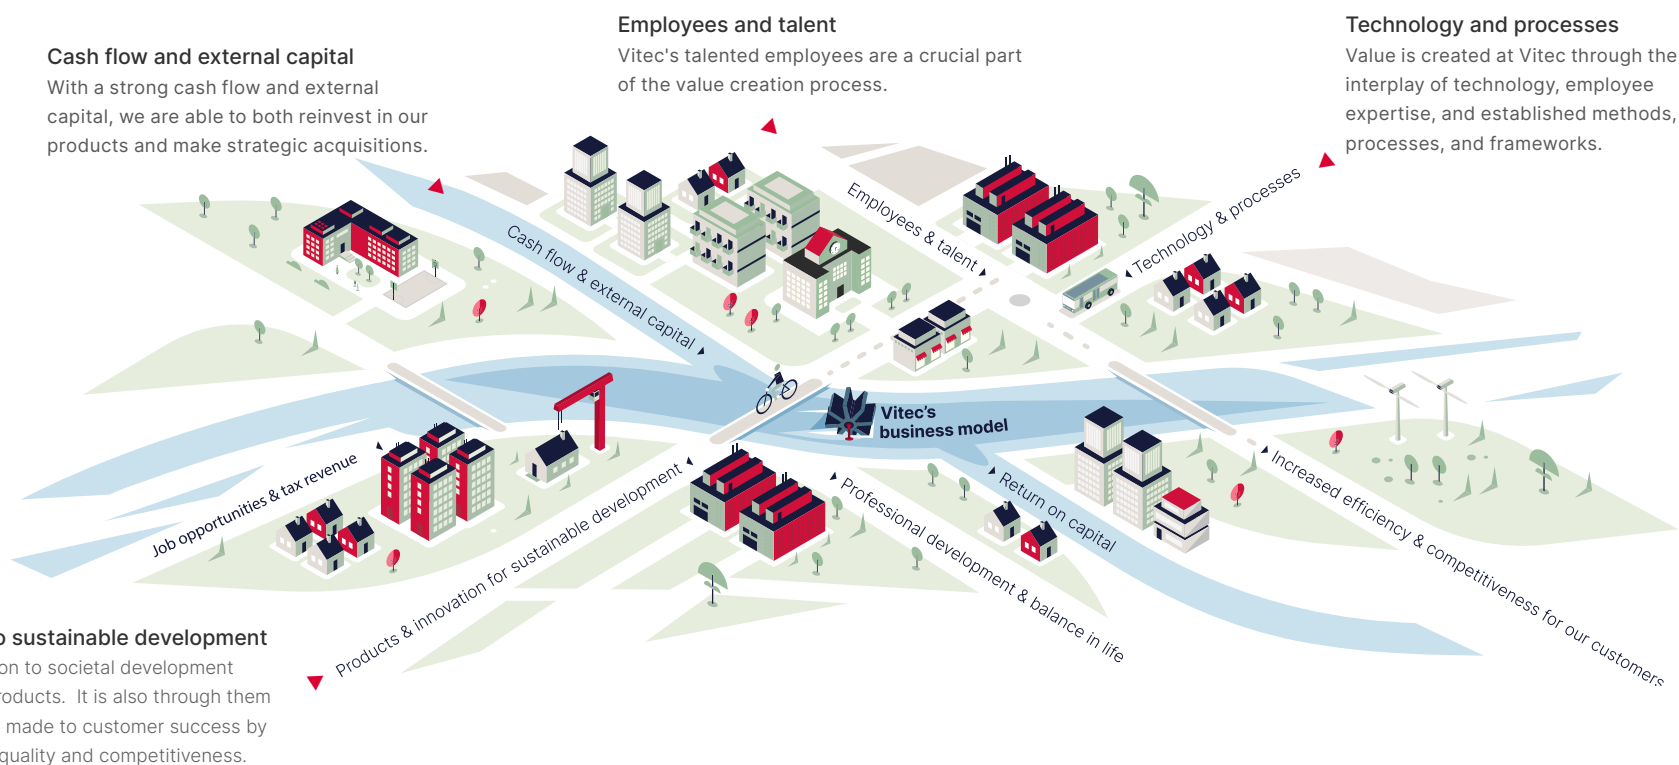 Employees and talent
Vitec's talented employees are a crucial part
of the value creation process.
Technology and processes
Value is created at Vitec through the
interplay of technology, employee
expertise, and established methods,
processes, and frameworks.
Cash flow and external capital
With a strong cash flow and external
capital, we are able to both reinvest in our
products and make strategic acquisitions.
Employees & talent
Technology & processes
Cash flow & external capital
Vitec's
business model
Job opportunities & tax revenue
Products & innovation for sustainable development
Professional development & balance in life
Return on capital
Increased efficiency & competitiveness for our customers
sustainable development
to societal development
It is also through them
made to customer success by
quality and competitiveness.